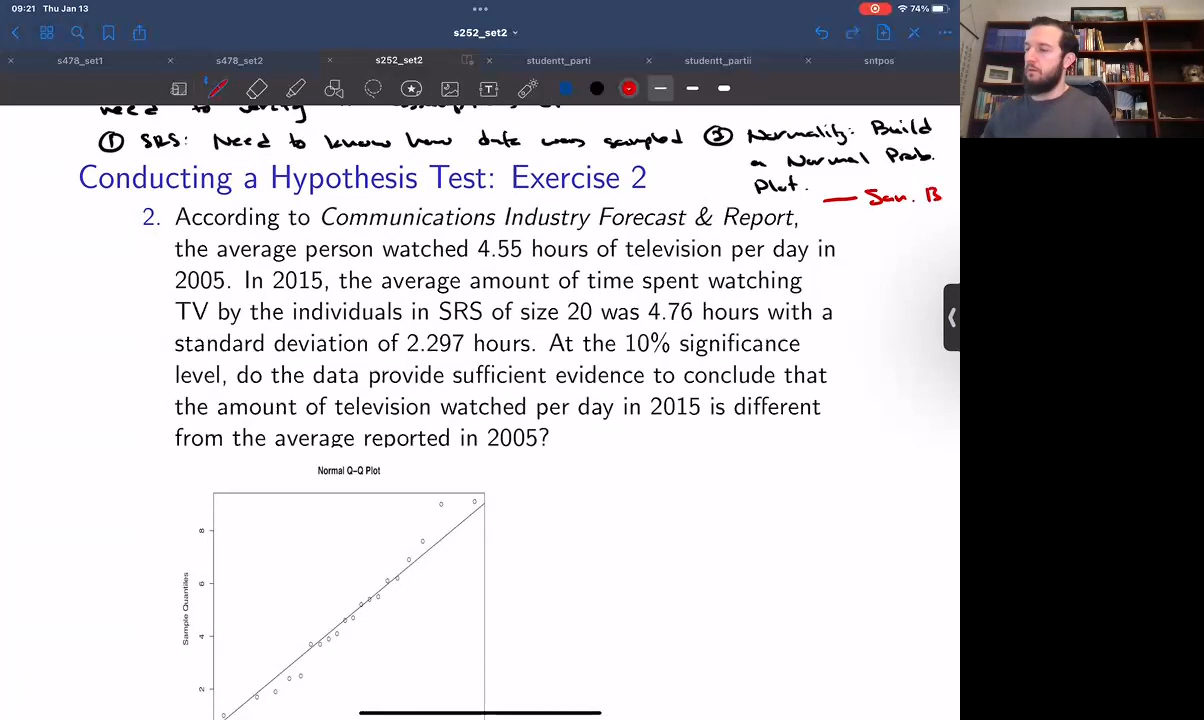 09:21 Thu Jan 13
74%
s252_set2
s478_set1
s478_set2
s252_set2
studentt_parti
studentt_partii
sntpos
need to verify
① SRS: Need to know how data was sampled ② Normality: Build
a Normal Prob.
Plot.
— Jan. 13
Conducting a Hypothesis Test: Exercise 2
2. According to Communications Industry Forecast & Report,
the average person watched 4.55 hours of television per day in
2005. In 2015, the average amount of time spent watching
TV by the individuals in SRS of size 20 was 4.76 hours with a
standard deviation of 2.297 hours. At the 10% significance
level, do the data provide sufficient evidence to conclude that
the amount of television watched per day in 2015 is different
from the average reported in 2005?
Normal Q-Q Plot
Sample Quantiles
8
6
4
2